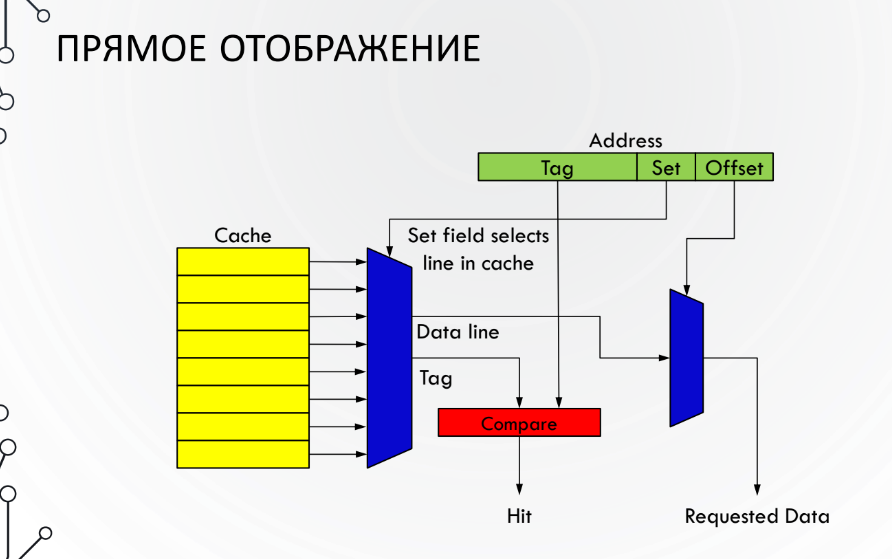 ПРЯМОЕ ОТОБРАЖЕНИЕ
Address
Tag Set Offset
Cache
Set field selects
line in cache
Data line
Tag
Compare
Hit
Requested Data